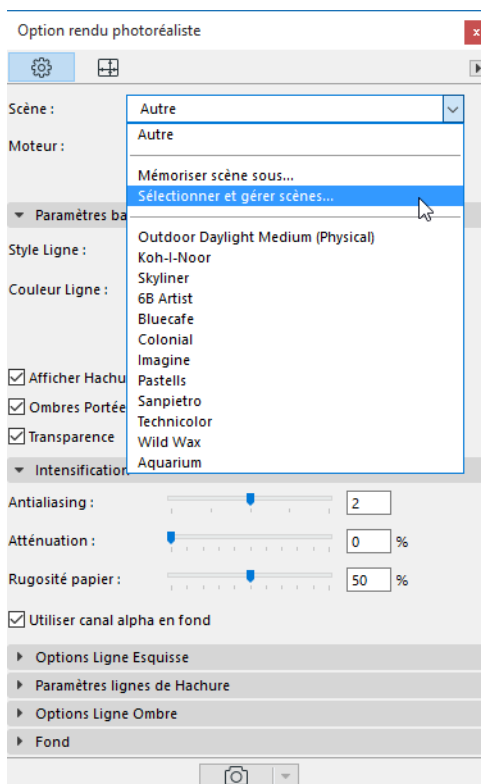 Option rendu photoréaliste
x
Scène :
Autre
Autre
Moteur :
Mémoriser scène sous...
Sélectionner et gérer scènes...
Paramètres ba
Outdoor Daylight Medium (Physical)
Style Ligne :
Koh-I-Noor
Skyliner
Couleur Ligne :
6B Artist
Bluecafe
Colonial
Imagine
Afficher Hachu
Pastells
Sanpietro
Ombres Portée
Technicolor
Transparence
Wild Wax
Aquarium
Intensification
Antialiasing :
2
Atténuation :
0 %
Rugosité papier :
50 %
Utiliser canal alpha en fond
Options Ligne Esquisse
Paramètres lignes de Hachure
Options Ligne Ombre
Fond